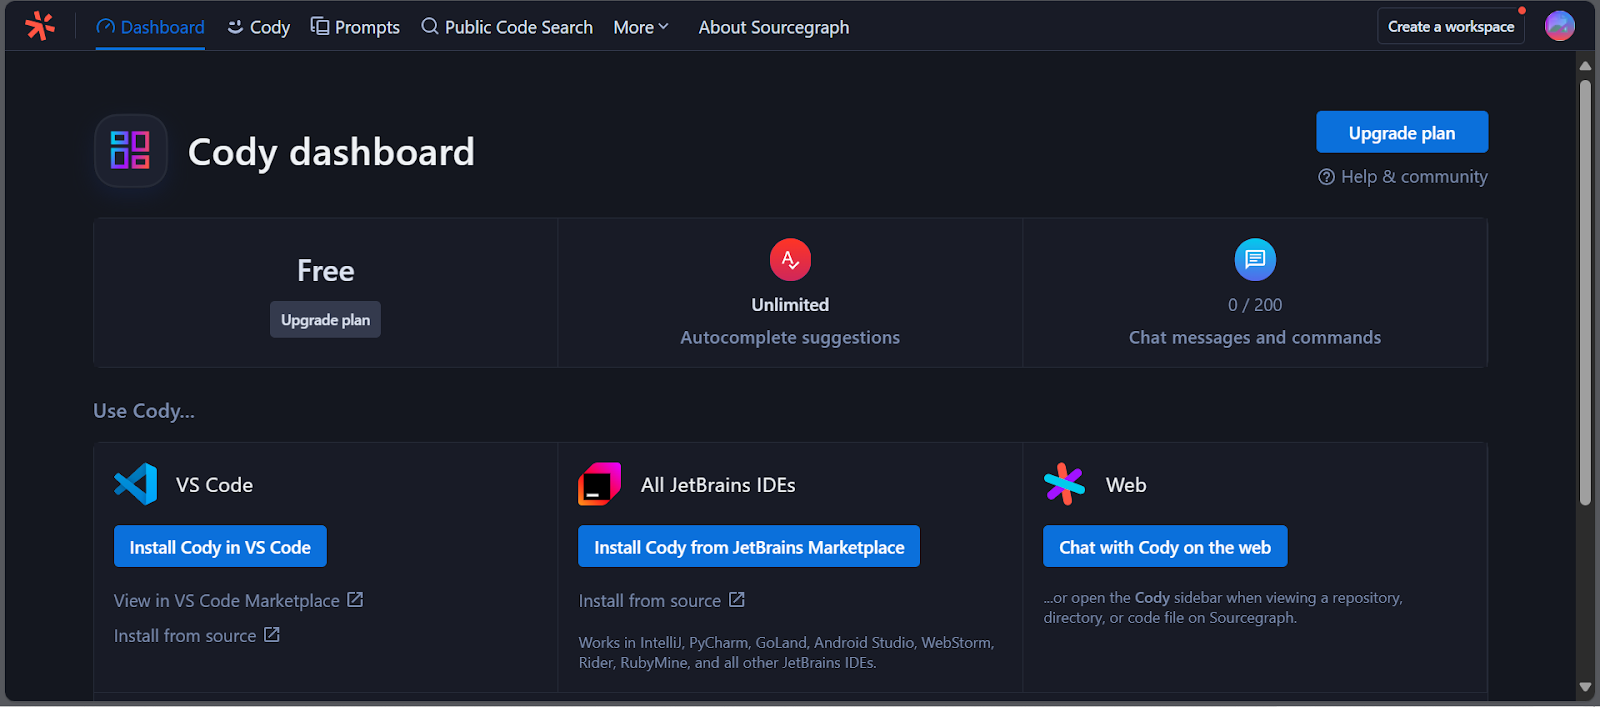 Dashboard Cody Prompts Public Code Search More About Sourcegraph Create a workspace
Cody dashboard
Upgrade plan
Help & community
Free
Upgrade plan
Unlimited
Autocomplete suggestions
0 / 200
Chat messages and commands
Use Cody...
VS Code
Install Cody in VS Code
View in VS Code Marketplace
Install from source
All JetBrains IDEs
Install Cody from JetBrains Marketplace
Install from source
Works in IntelliJ, PyCharm, GoLand, Android Studio, WebStorm,
Rider, RubyMine, and all other JetBrains IDEs.
Web
Chat with Cody on the web
...or open the Cody sidebar when viewing a repository,
directory, or code file on Sourcegraph.